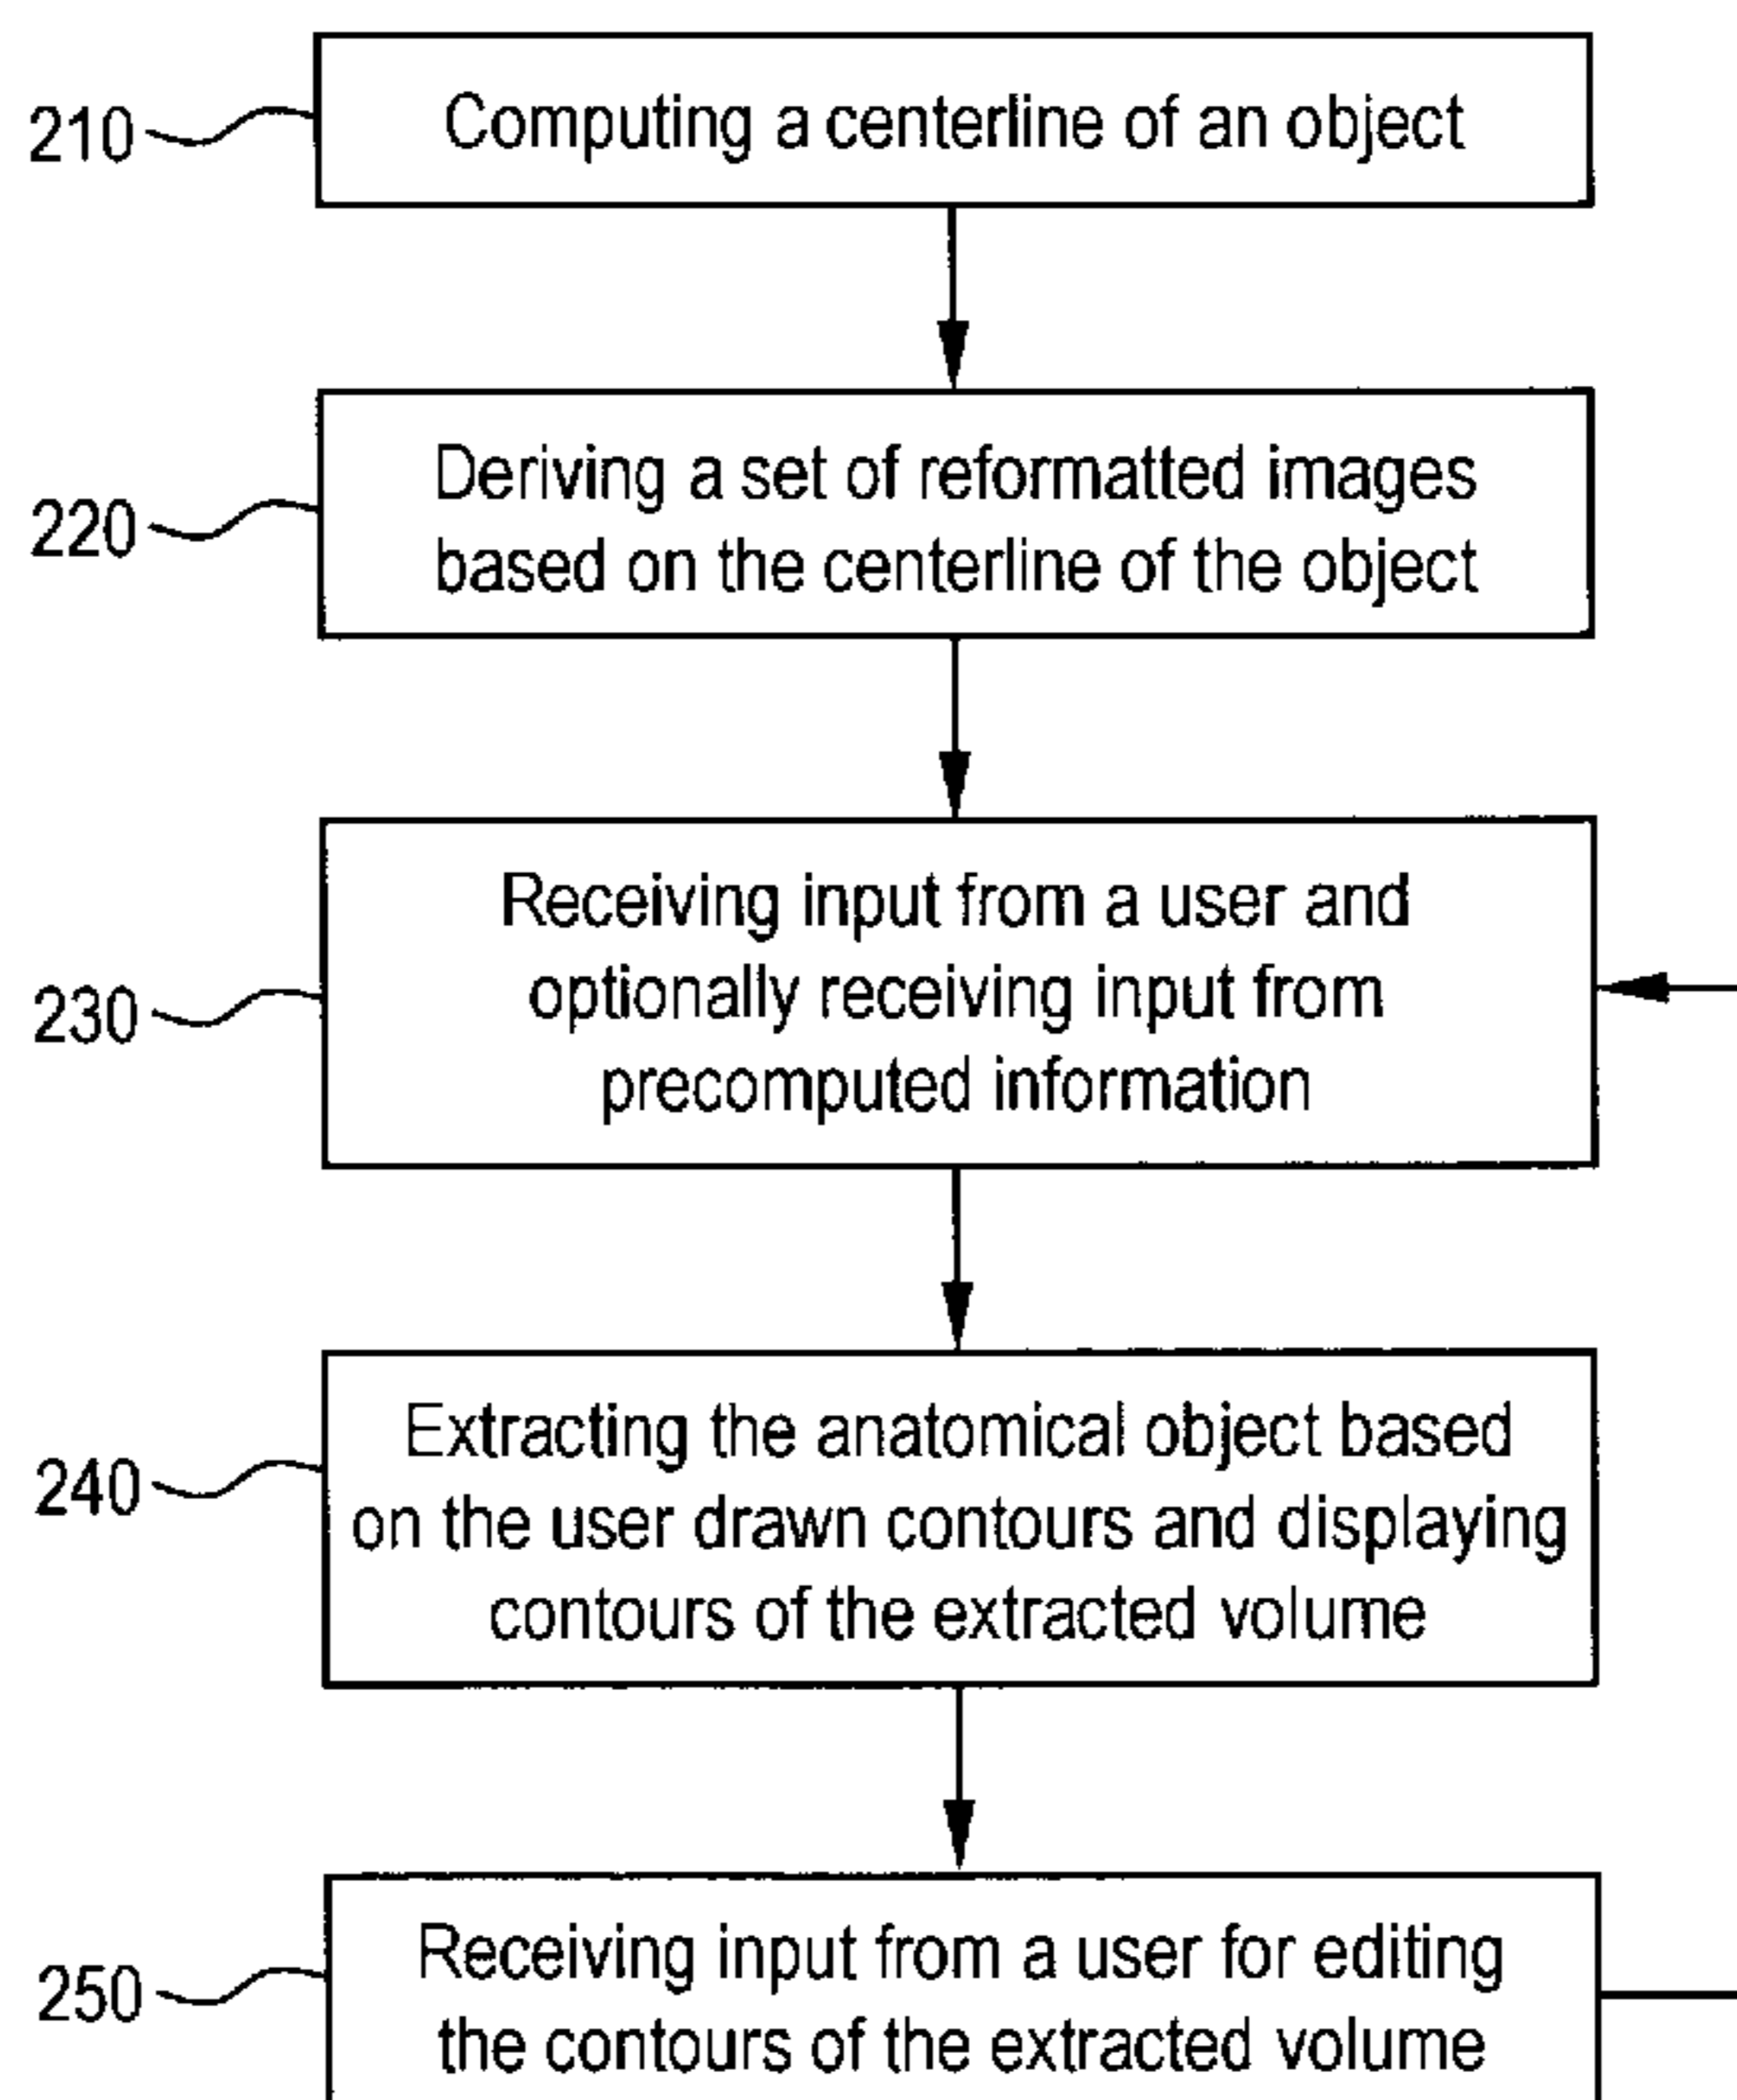 210
Computing a centerline of an object
220
Deriving a set of reformatted images
based on the centerline of the object
230
Receiving input from a user and
optionally receiving input from
precomputed information
240
Extracting the anatomical object based
on the user drawn contours and displaying
contours of the extracted volume
250
Receiving input from a user for editing
the contours of the extracted volume